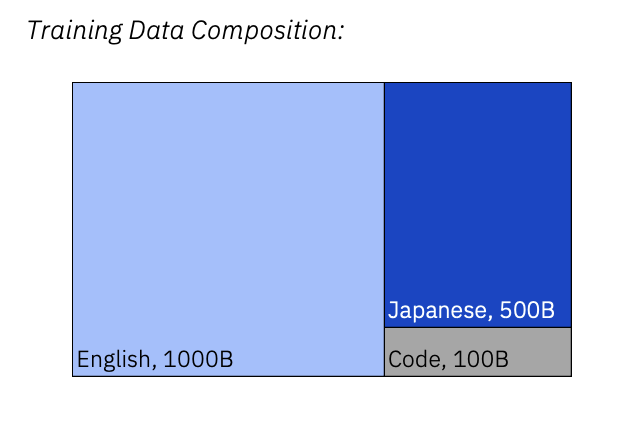 Training Data Composition:
Japanese, 500B
English, 1000B
Code, 100B